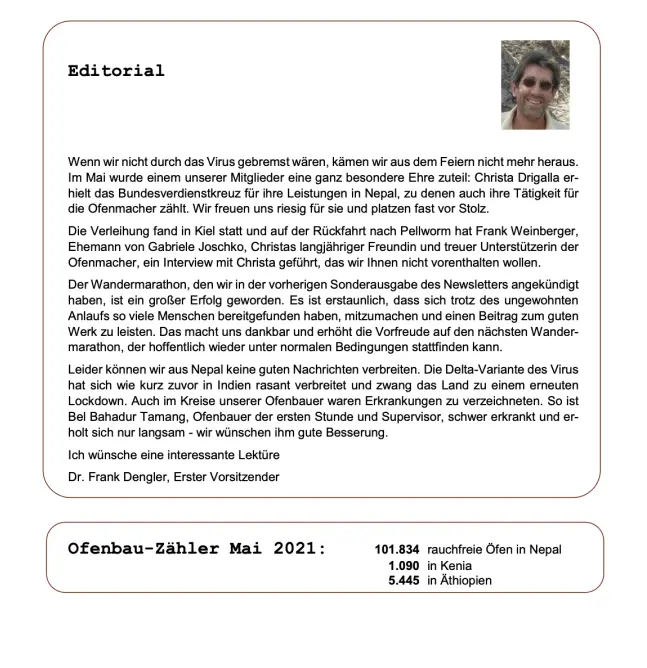 Editorial
Wenn wir nicht durch das Virus gebremst wären, kämen wir aus dem Feiern nicht mehr heraus.
Im Mai wurde einem unserer Mitglieder eine ganz besondere Ehre zuteil: Christa Drigalla er-
hielt das Bundesverdienstkreuz für ihre Leistungen in Nepal, zu denen auch ihre Tätigkeit für
die Ofenmacher zählt. Wir freuen uns riesig für sie und platzen fast vor Stolz.
Die Verleihung fand in Kiel statt und auf der Rückfahrt nach Pellworm hat Frank Weinberger,
Ehemann von Gabriele Joschko, Christas langjähriger Freundin und treuer Unterstützerin der
Ofenmacher, ein Interview mit Christa geführt, das wir Ihnen nicht vorenthalten wollen.
Der Wandermarathon, den wir in der vorherigen Sonderausgabe des Newsletters angekündigt
haben, ist ein großer Erfolg geworden. Es ist erstaunlich, dass sich trotz des ungewohnten
Anlaufs so viele Menschen bereitgefunden haben, mitzumachen und einen Beitrag zum guten
Werk zu leisten. Das macht uns dankbar und erhöht die Vorfreude auf den nächsten Wander-
marathon, der hoffentlich wieder unter normalen Bedingungen stattfinden kann.
Leider können wir aus Nepal keine guten Nachrichten verbreiten. Die Delta-Variante des Virus
hat sich wie kurz zuvor in Indien rasant verbreitet und zwang das Land zu einem erneuten
Lockdown. Auch im Kreise unserer Ofenbauer waren Erkrankungen zu verzeichneten. So ist
Bel Bahadur Tamang, Ofenbauer der ersten Stunde und Supervisor, schwer erkrankt und er-
holt sich nur langsam - wir wünschen ihm gute Besserung.
Ich wünsche eine interessante Lektüre
Dr. Frank Dengler, Erster Vorsitzender
Ofenbau-Zähler Mai 2021: 101.834 rauchfreie Öfen in Nepal
1.090 in Kenia
5.445 in Äthiopien